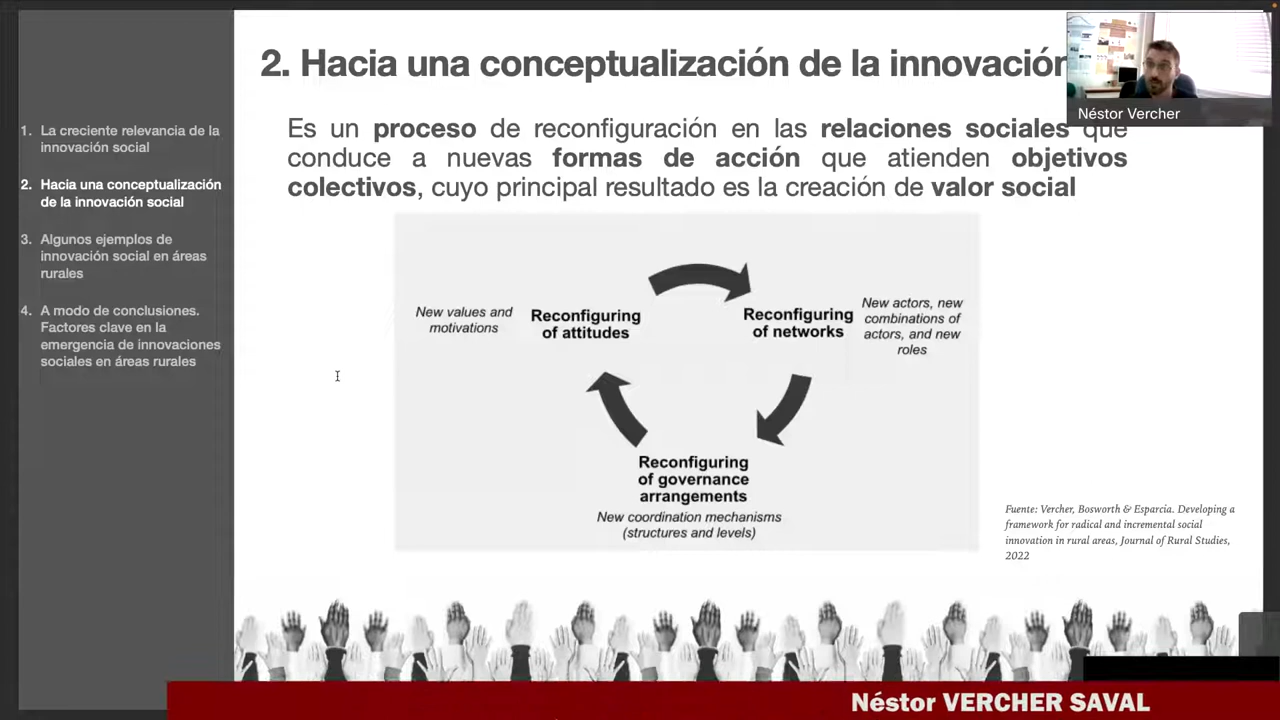 2. Hacia una conceptualización de la innovación
Néstor Vercher
Es un proceso de reconfiguración en las relaciones sociales que
conduce a nuevas formas de acción que atienden objetivos
colectivos, cuyo principal resultado es la creación de valor social
1. La creciente relevancia de la
innovación social
2. Hacia una conceptualización
de la innovación social
3. Algunos ejemplos de
innovación social en áreas
rurales
4. A modo de conclusiones.
Factores clave en la
emergencia de innovaciones
sociales en áreas rurales
New values and
motivations
Reconfiguring
of attitudes
Reconfiguring
of networks
New actors, new
combinations of
actors, and new
roles
Reconfiguring
of governance
arrangements
New coordination mechanisms
(structures and levels)
Fuente: Vercher, Bosworth & Esparcia. Developing a
framework for radical and incremental social
innovation in rural areas, Journal of Rural Studies,
2022
Néstor VERCHER SAVAL